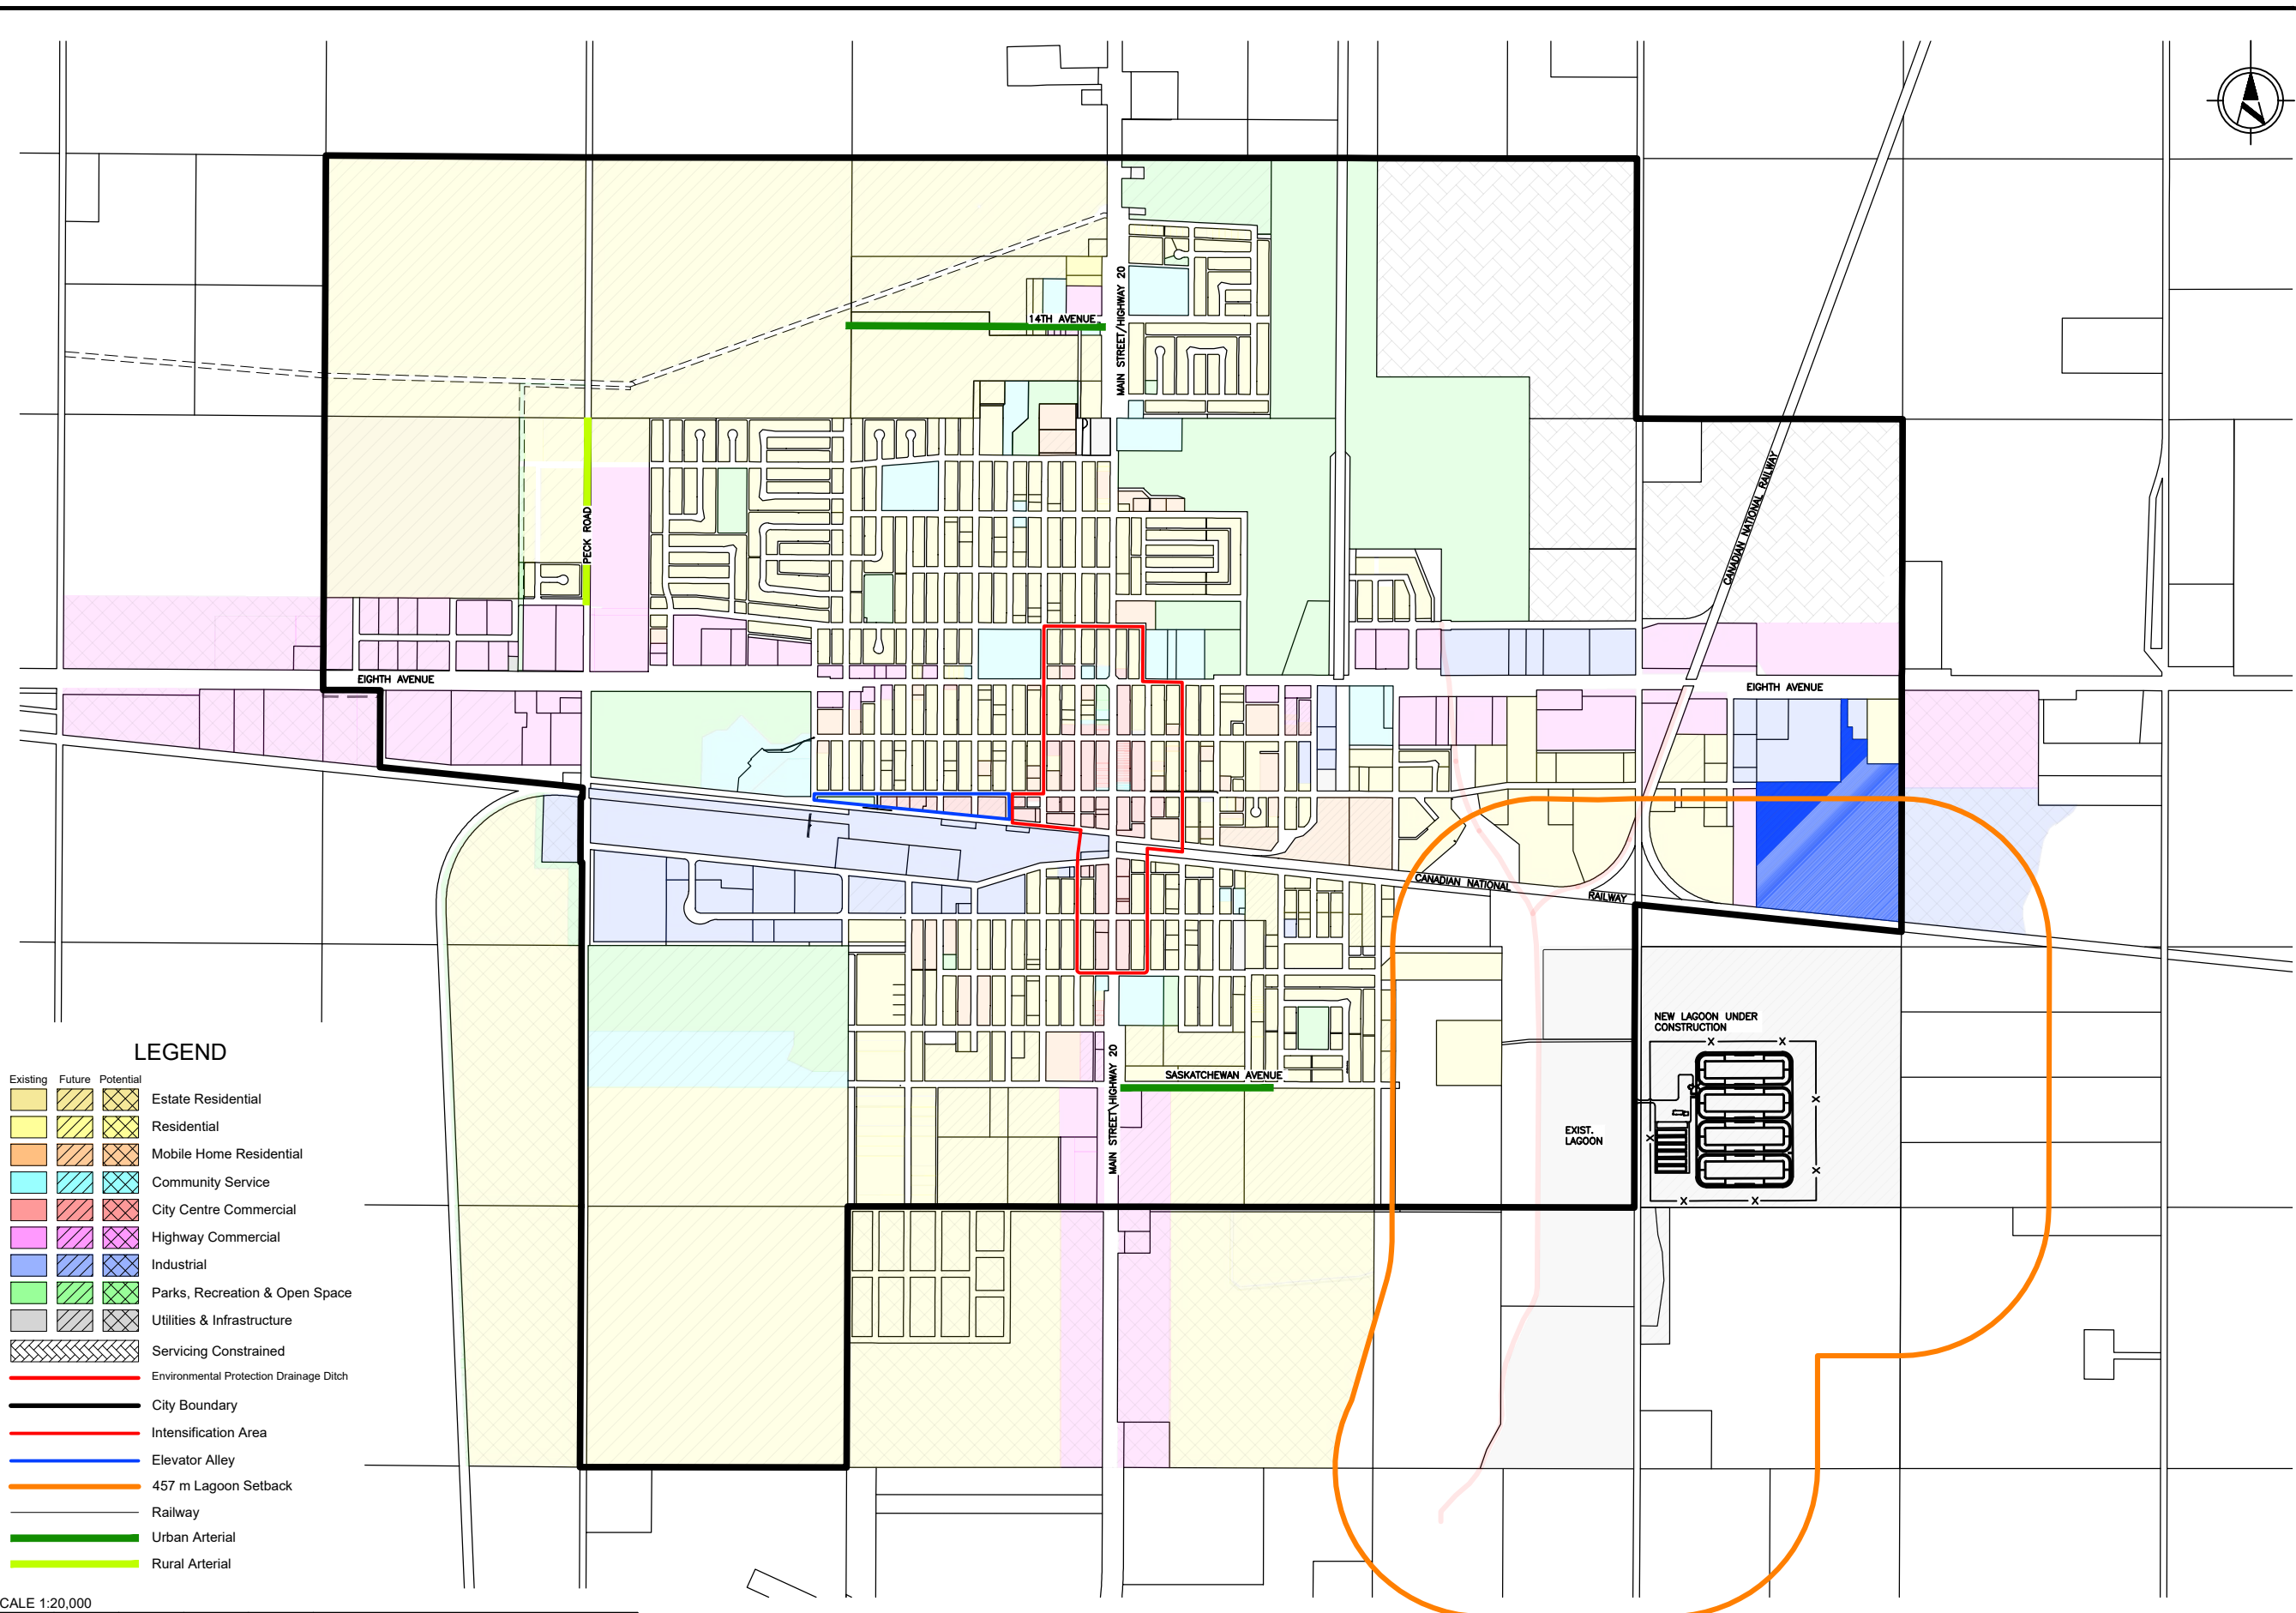 MAIN STREET/HIGHWAY 20
14TH AVENUE
PECK ROAD
CANADIAN NATIONAL RAILWAY
EIGHTH AVENUE
EIGHTH AVENUE
CANADIAN NATIONAL
RAILWAY
NEW LAGOON UNDER
CONSTRUCTION
SASKATCHEWAN AVENUE
MAIN STREET\HIGHWAY 20
EXIST.
LAGOON
LEGEND
Existing Future Potential
Estate Residential
Residential
Mobile Home Residential
Community Service
City Centre Commercial
Highway Commercial
Industrial
Parks, Recreation & Open Space
Utilities & Infrastructure
Servicing Constrained
Environmental Protection Drainage Ditch
City Boundary
Intensification Area
Elevator Alley
457 m Lagoon Setback
Railway
Urban Arterial
Rural Arterial
CALE 1:20,000